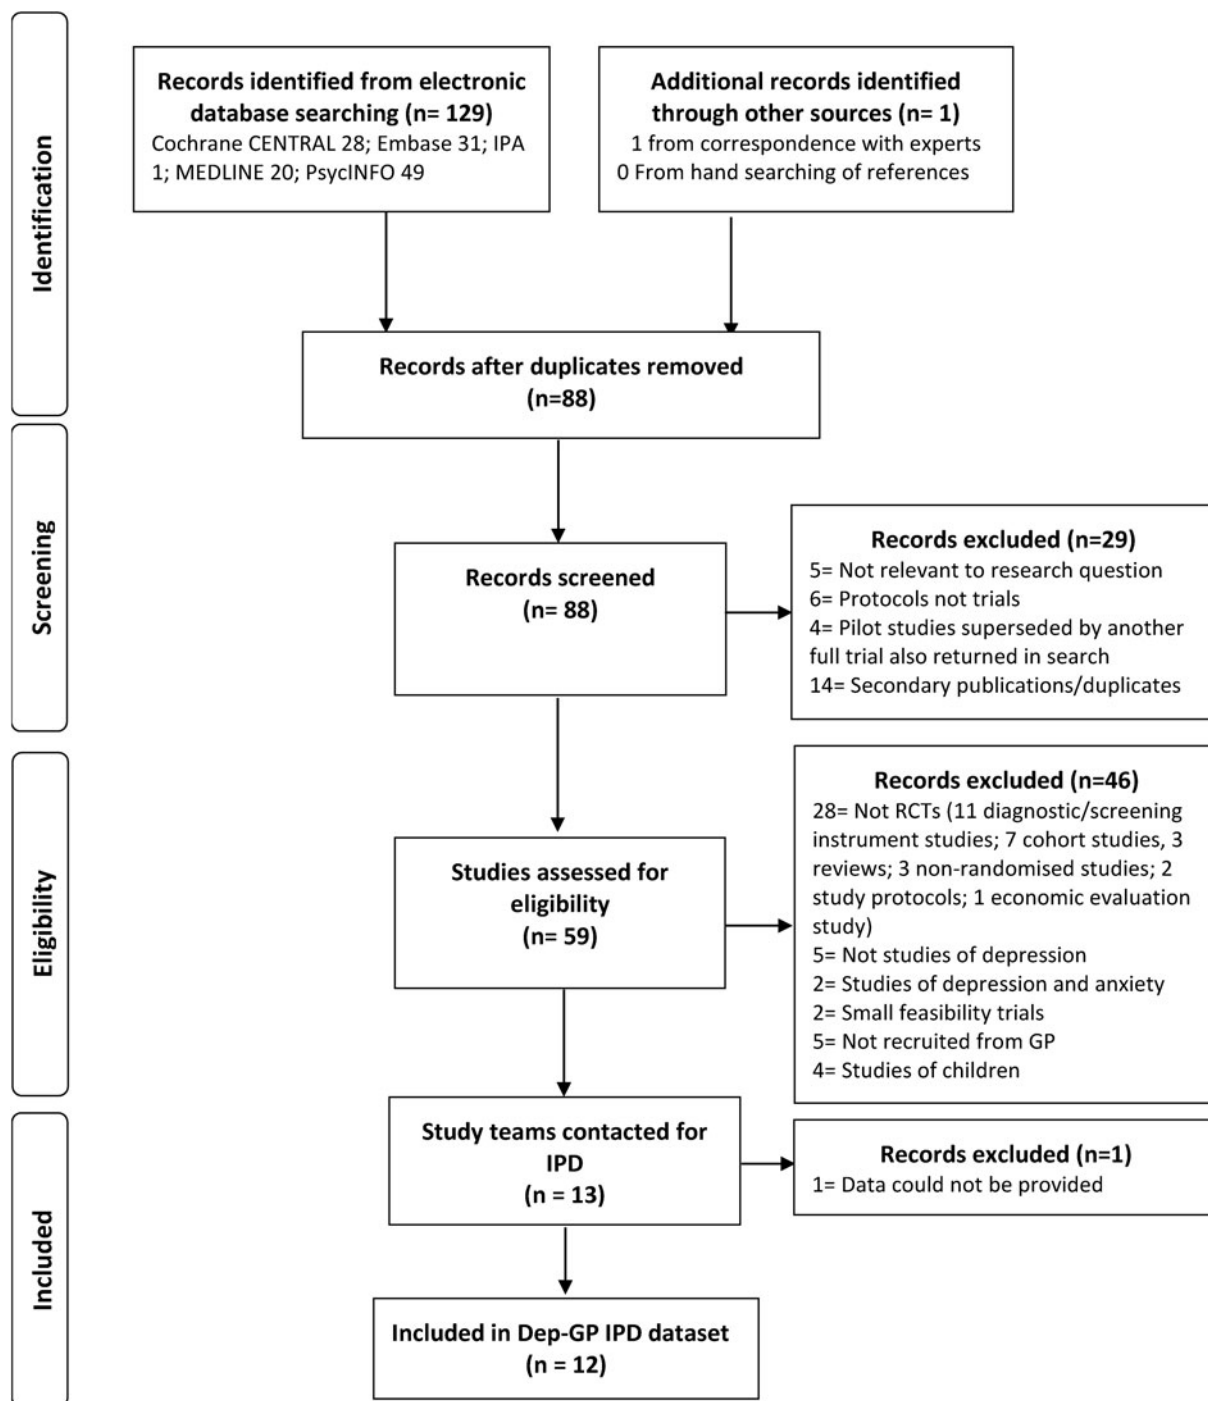 Identification
Records identified from electronic
database searching (n= 129)
Cochrane CENTRAL 28; Embase 31; IPA
1; MEDLINE 20; PsycINFO 49
Additional records identified
through other sources (n= 1)
1 from correspondence with experts
0 From hand searching of references
Records after duplicates removed
(n=88)
Screening
Records screened
(n= 88)
Records excluded (n=29)
5= Not relevant to research question
6= Protocols not trials
4= Pilot studies superseded by another
full trial also returned in search
14= Secondary publications/duplicates
Eligibility
Studies assessed for
eligibility
(n= 59)
Records excluded (n=46)
28= Not RCTs (11 diagnostic/screening
instrument studies; 7 cohort studies, 3
reviews; 3 non-randomised studies; 2
study protocols; 1 economic evaluation
study)
5= Not studies of depression
2= Studies of depression and anxiety
2= Small feasibility trials
5= Not recruited from GP
4= Studies of children
Included
Study teams contacted for
IPD
(n = 13)
Records excluded (n=1)
1= Data could not be provided
Included in Dep-GP IPD dataset
(n = 12)